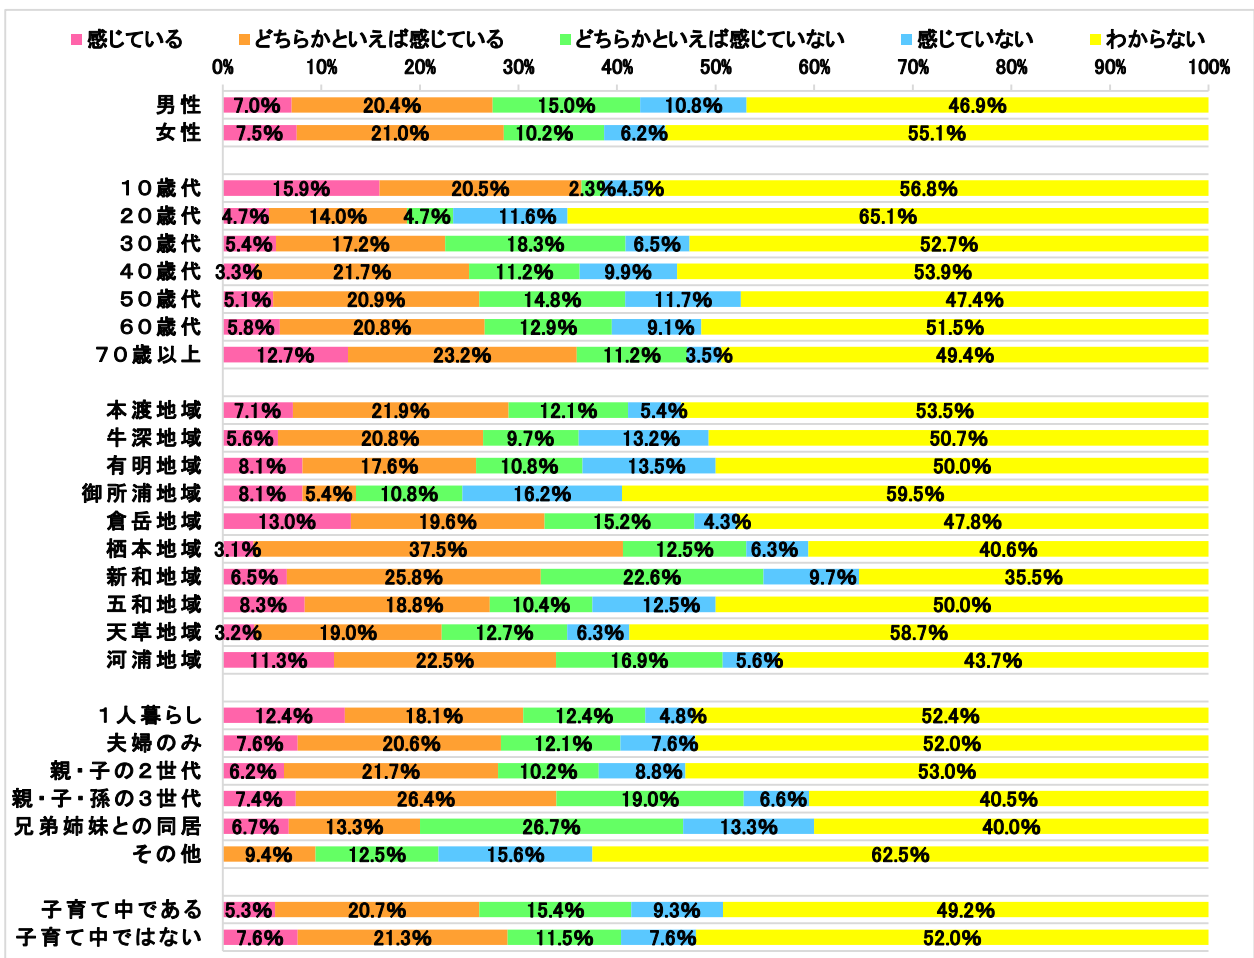 感じている どちらかといえば感じている どちらかといえば感じていない 感じていない わからない
0% 10% 20% 30% 40% 50% 60% 70% 80% 90% 100%
男性 7.0% 20.4% 15.0% 10.8% 46.9%
女性 7.5% 21.0% 10.2% 6.2% 55.1%
10歳代 15.9% 20.5% 2.3% 4.5% 56.8%
20歳代 4.7% 14.0% 4.7% 11.6% 65.1%
30歳代 5.4% 17.2% 18.3% 6.5% 52.7%
40歳代 3.3% 21.7% 11.2% 9.9% 53.9%
50歳代 5.1% 20.9% 14.8% 11.7% 47.4%
60歳代 5.8% 20.8% 12.9% 9.1% 51.5%
70歳以上 12.7% 23.2% 11.2% 3.5% 49.4%
本渡地域 7.1% 21.9% 12.1% 5.4% 53.5%
牛深地域 5.6% 20.8% 9.7% 13.2% 50.7%
有明地域 8.1% 17.6% 10.8% 13.5% 50.0%
御所浦地域 8.1% 5.4% 10.8% 16.2% 59.5%
倉岳地域 13.0% 19.6% 15.2% 4.3% 47.8%
栖本地域 3.1% 37.5% 12.5% 6.3% 40.6%
新和地域 6.5% 25.8% 22.6% 9.7% 35.5%
五和地域 8.3% 18.8% 10.4% 12.5% 50.0%
天草地域 3.2% 19.0% 12.7% 6.3% 58.7%
河浦地域 11.3% 22.5% 16.9% 5.6% 43.7%
1人暮らし 12.4% 18.1% 12.4% 4.8% 52.4%
夫婦のみ 7.6% 20.6% 12.1% 7.6% 52.0%
親・子の2世代 6.2% 21.7% 10.2% 8.8% 53.0%
親・子・孫の3世代 7.4% 26.4% 19.0% 6.6% 40.5%
兄弟姉妹との同居 6.7% 13.3% 26.7% 13.3% 40.0%
その他 9.4% 12.5% 15.6% 62.5%
子育て中である 5.3% 20.7% 15.4% 9.3% 49.2%
子育て中ではない 7.6% 21.3% 11.5% 7.6% 52.0%